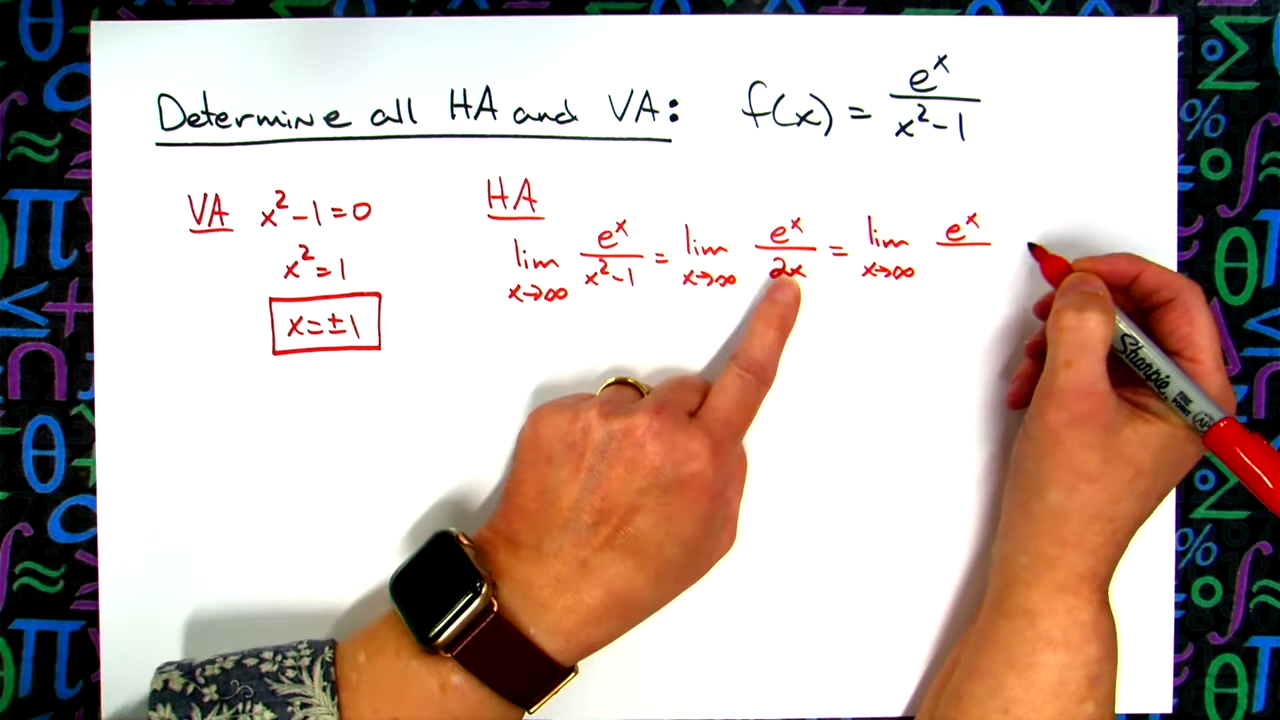 Determine all HA and VA: f(x) = e^x / (x^2 - 1)
VA x^2 - 1 = 0
x^2 = 1
x = ±1
HA
lim x→∞ e^x / (x^2 - 1) = lim x→∞ e^x / 2x = lim x→∞ e^x /
Sharpie